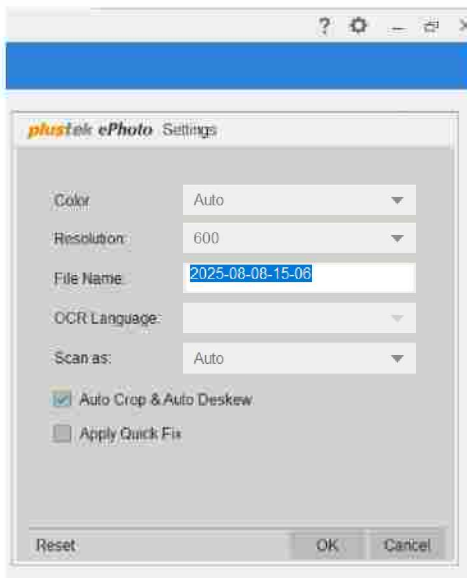 ?
plustek ePhoto Settings
Color Auto
Resolution: 600
File Name: 2025-08-08-15-06
OCR Language:
Scan as: Auto
Auto Crop & Auto Deskew
Apply Quick Fix
Reset OK Cancel